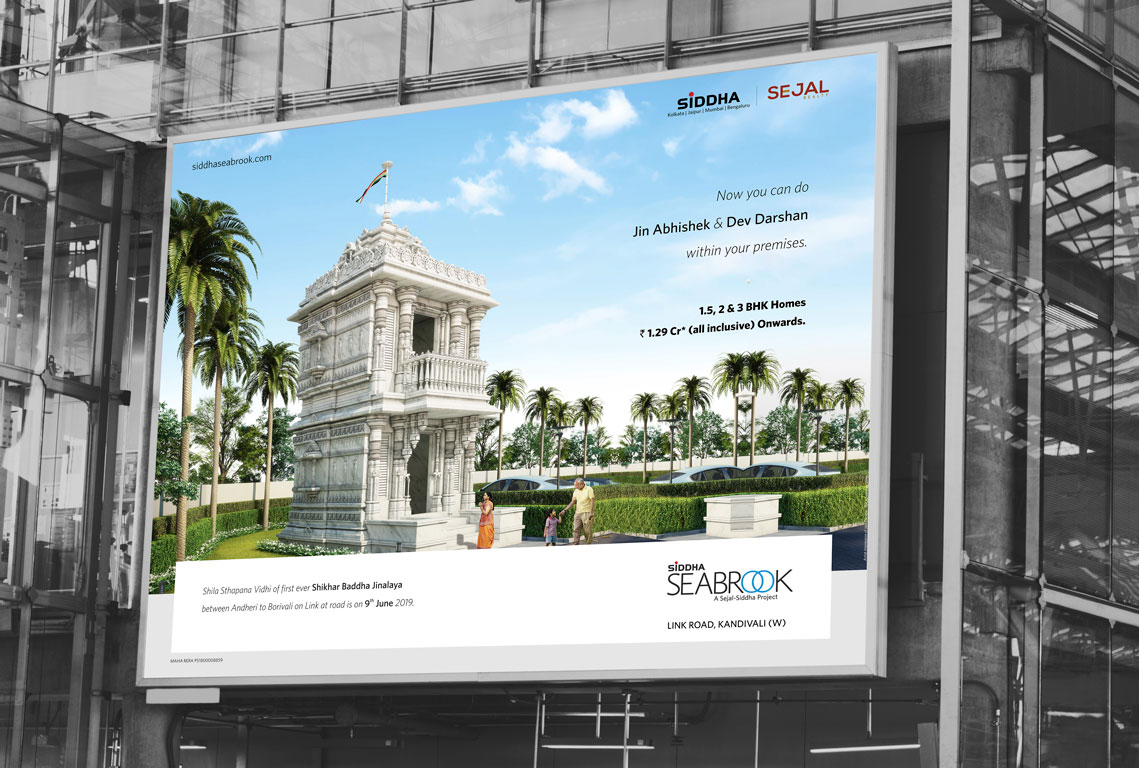 siddhaseabrook.com
SIDDHA
Kolkata | Jaipur | Mumbai | Bengaluru
SEJAL
REALTY
Now you can do
Jin Abhishek & Dev Darshan
within your premises.
1.5, 2 & 3 BHK Homes
₹ 1.29 Cr* (all inclusive) Onwards.
Shila Sthapana Vidhi of first ever Shikhar Baddha Jinalaya
between Andheri to Borivali on Link at road is on 9th June 2019.
SIDDHA
SEABROOK
A Sejal-Siddha Project
LINK ROAD, KANDIVALI (W)
MAHA RERA P51800008859